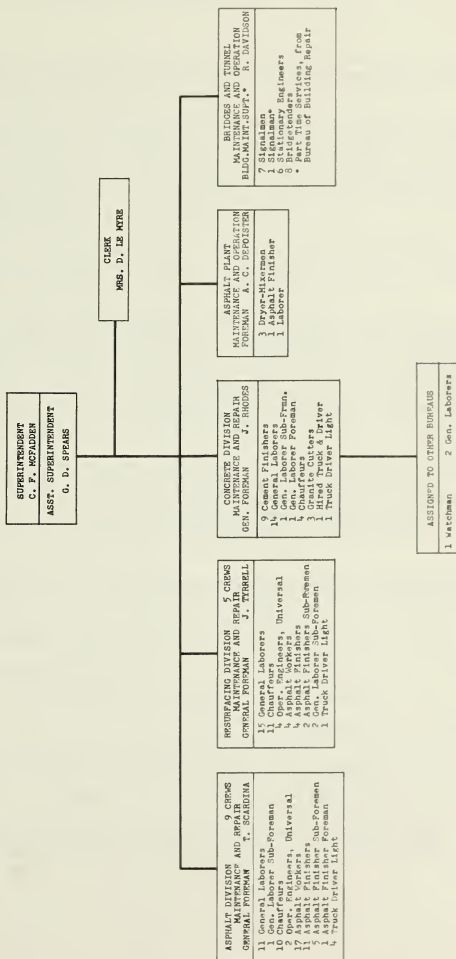 SUPERINTENDENT
C. F. MCFADDEN
ASST. SUPERINTENDENT
G. D. SPEARS
CLERK
MRS. D. LE MYRE
ASPHALT DIVISION 9 CREWS
MAINTENANCE AND REPAIR
GENERAL FOREMAN T. SCARDINA
11 General Laborers
1 Gen. Laborer Sub-Foreman
10 Chauffeurs
2 Oper. Engineers, Universal
17 Asphalt Workers
11 Asphalt Finishers
5 Asphalt Finisher Sub-Foremen
1 Asphalt Finisher Foreman
4 Truck Driver Light
RESURFACING DIVISION 5 CREWS
MAINTENANCE AND REPAIR
GENERAL FOREMAN J. TYRRELL
15 General Laborers
11 Chauffeurs
4 Oper. Engineers, Universal
4 Asphalt Workers
4 Asphalt Finishers
2 Asphalt Finishers Sub-Foremen
2 Gen. Laborer Sub-Foremen
1 Truck Driver Light
CONCRETE DIVISION
MAINTENANCE AND REPAIR
GEN. FOREMAN J. RHODES
9 Cement Finishers
14 General Laborers
1 Gen. Laborer Sub-Frmn.
1 Gen. Laborer Foreman
4 Chauffeurs
3 Granite Cutters
1 Hired Truck & Driver
1 Truck Driver Light
ASPHALT PLANT
MAINTENANCE AND OPERATION
FOREMAN A. C. DEPOISTER
3 Dryer-Mixermen
1 Asphalt Finisher
1 Laborer
BRIDGES AND TUNNEL
MAINTENANCE AND OPERATION
BLDG.MAINT.SUPT.* R. DAVIDSON
7 Signalmen
1 Signalman*
6 Stationary Engineers
8 Bridgetenders
* Part Time Services, from
Bureau of Building Repair
ASSIGNED TO OTHER BUREAUS
1 Watchman 2 Gen. Laborers